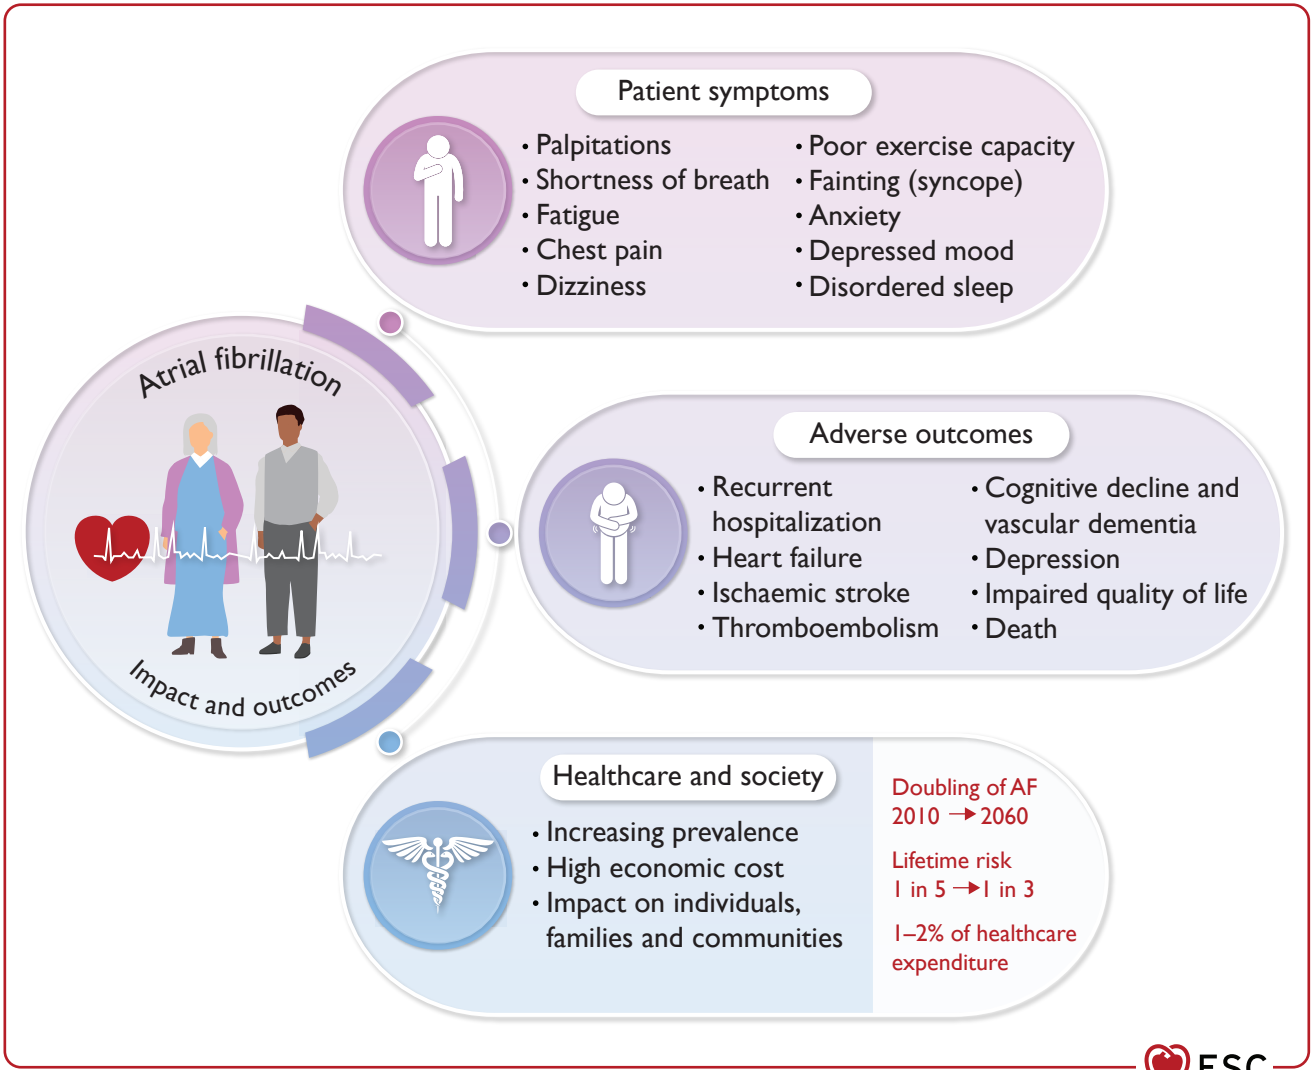 Patient symptoms
• Palpitations
• Shortness of breath
• Fatigue
• Chest pain
• Dizziness
• Poor exercise capacity
• Fainting (syncope)
• Anxiety
• Depressed mood
• Disordered sleep
Atrial fibrillation
Impact and outcomes
Adverse outcomes
• Recurrent
hospitalization
• Heart failure
• Ischaemic stroke
• Thromboembolism
• Cognitive decline and
vascular dementia
• Depression
• Impaired quality of life
• Death
Healthcare and society
• Increasing prevalence
• High economic cost
• Impact on individuals,
families and communities
Doubling of AF
2010 → 2060
Lifetime risk
1 in 5 → 1 in 3
1–2% of healthcare
expenditure
ESC